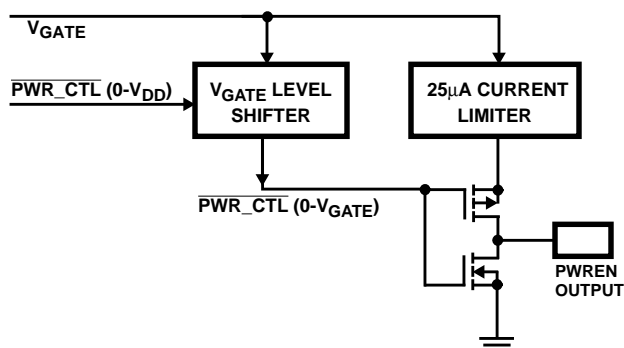 VGATE
PWR_CTL (0-VDD)
VGATE LEVEL
SHIFTER
25μA CURRENT
LIMITER
PWR_CTL (0-VGATE)
PWREN
OUTPUT